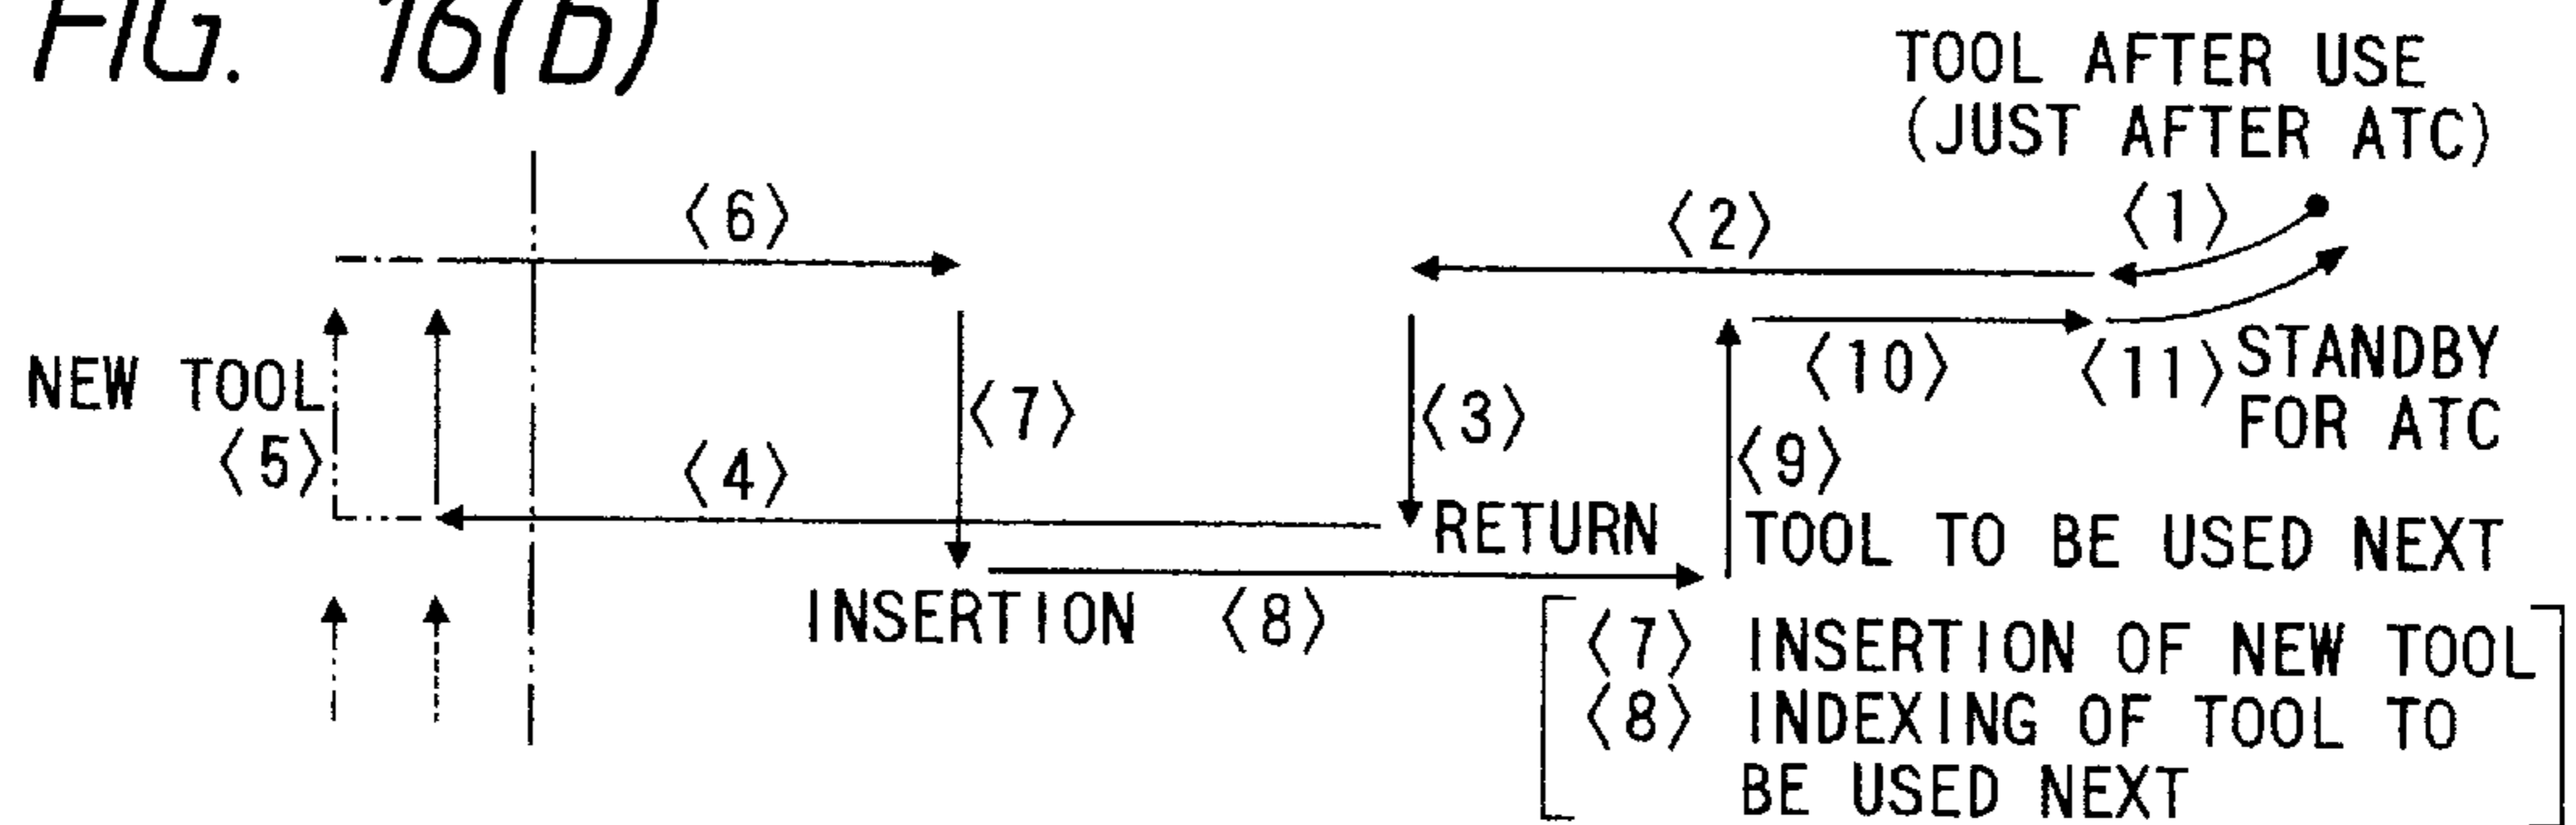 FIG. 16(b)
TOOL AFTER USE
(JUST AFTER ATC)
〈6〉
〈2〉
〈1〉
NEW TOOL
〈5〉
〈7〉
〈4〉
〈3〉
〈10〉
〈11〉
STANDBY
FOR ATC
〈9〉
RETURN
TOOL TO BE USED NEXT
INSERTION
〈8〉
〈7〉 INSERTION OF NEW TOOL
〈8〉 INDEXING OF TOOL TO
BE USED NEXT